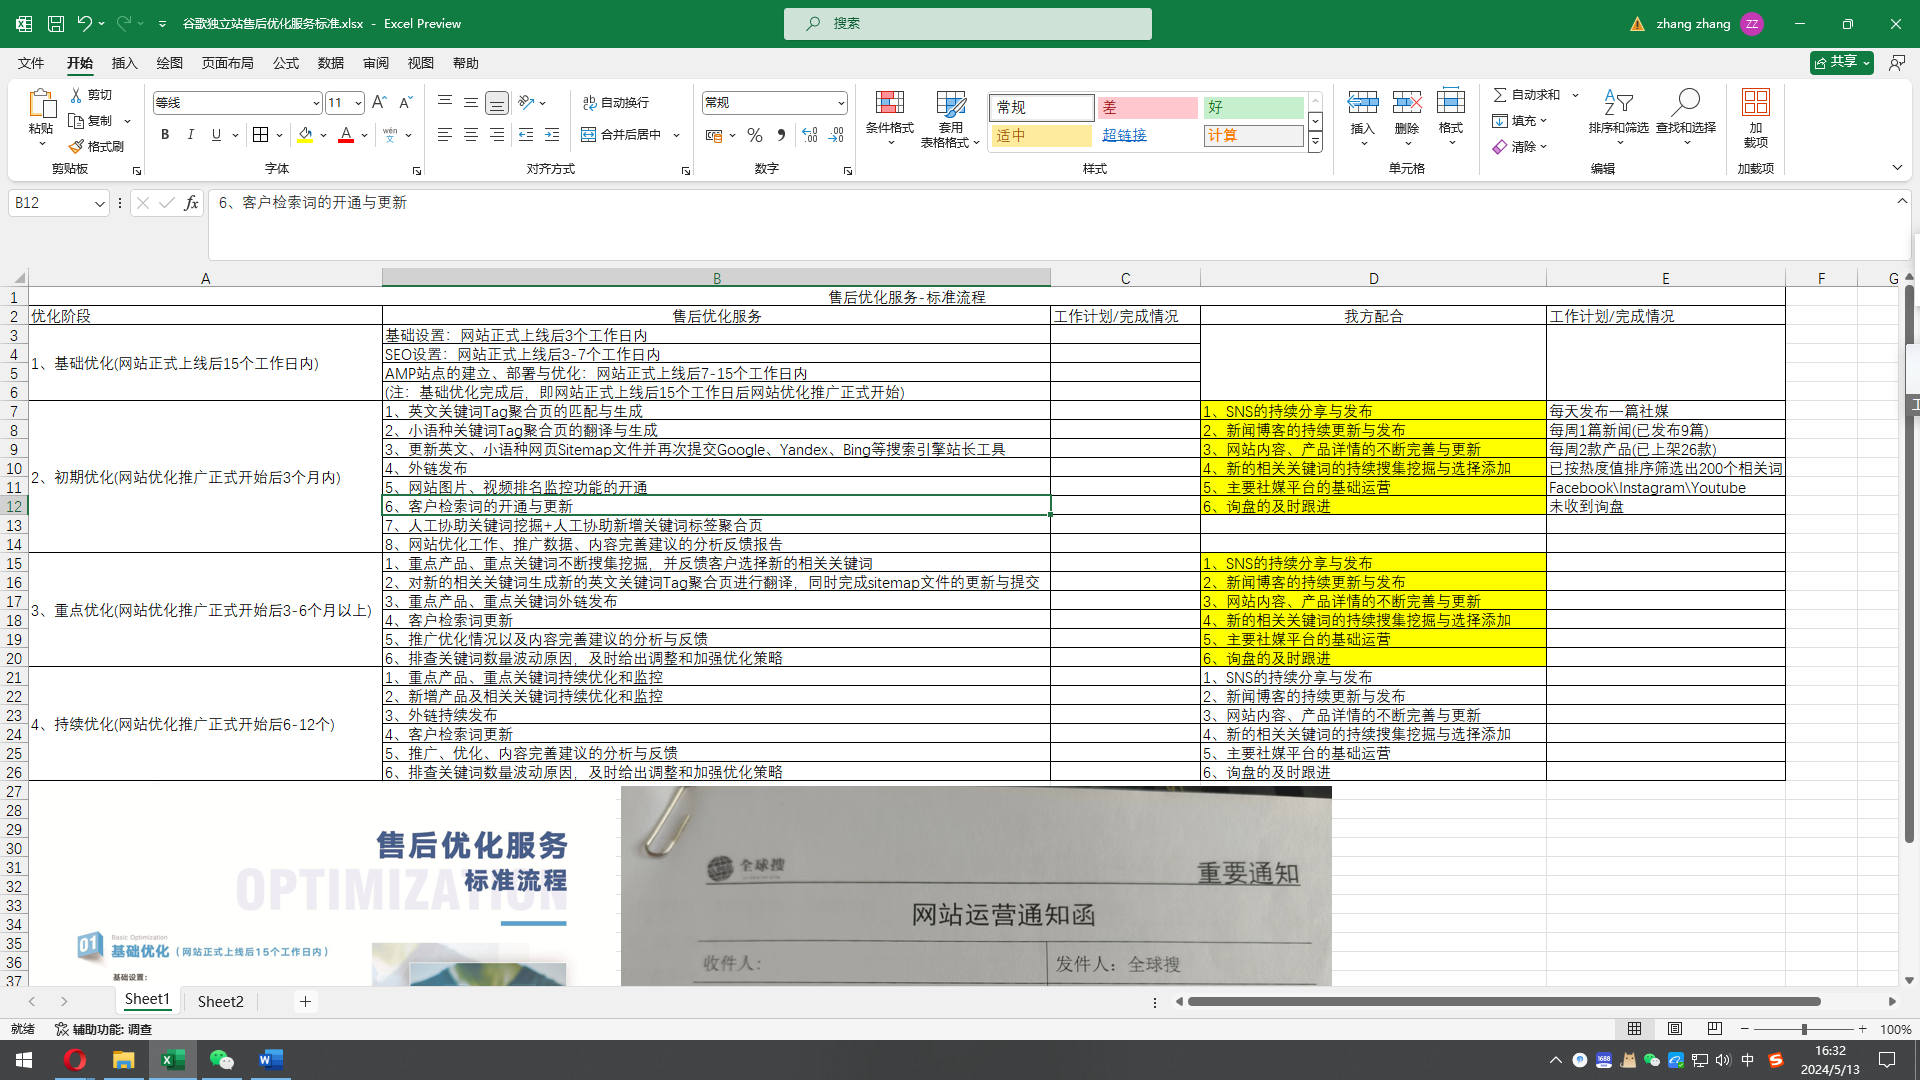 谷歌独立站售后优化服务标准.xlsx - Excel Preview
搜索
zhang zhang ZZ
文件 开始 插入 绘图 页面布局 公式 数据 审阅 视图 帮助
共享
粘贴
剪切
复制
格式刷
剪贴板
等线 11
B I U
字体
自动换行
合并后居中
对齐方式
常规
数字
条件格式
套用
表格格式
常规 差 好
适中 超链接 计算
样式
插入 删除 格式
单元格
自动求和
填充
清除
排序和筛选 查找和选择
编辑
加
载项
加载项
B12
fx
6、客户检索词的开通与更新
A B C D E F G
1 售后优化服务-标准流程
2 优化阶段 售后优化服务 工作计划/完成情况 我方配合 工作计划/完成情况
1、基础优化(网站正式上线后15个工作日内)
3 基础设置：网站正式上线后3个工作日内
4 SEO设置：网站正式上线后3-7个工作日内
5 AMP站点的建立、部署与优化：网站正式上线后7-15个工作日内
6 (注：基础优化完成后，即网站正式上线后15个工作日后网站优化推广正式开始)
2、初期优化(网站优化推广正式开始后3个月内)
7 1、英文关键词Tag聚合页的匹配与生成 1、SNS的持续分享与发布 每天发布一篇社媒
8 2、小语种关键词Tag聚合页的翻译与生成 2、新闻博客的持续更新与发布 每周1篇新闻(已发布9篇)
9 3、更新英文、小语种网页Sitemap文件并再次提交Google、Yandex、Bing等搜索引擎站长工具 3、网站内容、产品详情的不断完善与更新 每周2款产品(已上架26款)
10 4、外链发布 4、新的相关关键词的持续搜集挖掘与选择添加 已按热度值排序筛选出200个相关词
11 5、网站图片、视频排名监控功能的开通 5、主要社媒平台的基础运营 Facebook\Instagram\Youtube
12 6、客户检索词的开通与更新 6、询盘的及时跟进 未收到询盘
13 7、人工协助关键词挖掘+人工协助新增关键词标签聚合页
14 8、网站优化工作、推广数据、内容完善建议的分析反馈报告
3、重点优化(网站优化推广正式开始后3-6个月以上)
15 1、重点产品、重点关键词不断搜集挖掘，并反馈客户选择新的相关关键词 1、SNS的持续分享与发布
16 2、对新的相关关键词生成新的英文关键词Tag聚合页进行翻译，同时完成sitemap文件的更新与提交 2、新闻博客的持续更新与发布
17 3、重点产品、重点关键词外链发布 3、网站内容、产品详情的不断完善与更新
18 4、客户检索词更新 4、新的相关关键词的持续搜集挖掘与选择添加
19 5、推广优化情况以及内容完善建议的分析与反馈 5、主要社媒平台的基础运营
20 6、排查关键词数量波动原因，及时给出调整和加强优化策略 6、询盘的及时跟进
4、持续优化(网站优化推广正式开始后6-12个)
21 1、重点产品、重点关键词持续优化和监控 1、SNS的持续分享与发布
22 2、新增产品及相关关键词持续优化和监控 2、新闻博客的持续更新与发布
23 3、外链持续发布 3、网站内容、产品详情的不断完善与更新
24 4、客户检索词更新 4、新的相关关键词的持续搜集挖掘与选择添加
25 5、推广、优化、内容完善建议的分析与反馈 5、主要社媒平台的基础运营
26 6、排查关键词数量波动原因，及时给出调整和加强优化策略 6、询盘的及时跟进
27
28
29
30
31
32
33
34
35
36
37
售后优化服务
OPTIMIZATION
标准流程
01
Basic Optimization
基础优化（网站正式上线后15个工作日内）
基础设置：
全球搜
重要通知
网站运营通知函
收件人： 发件人：全球搜
Sheet1 Sheet2
就绪 辅助功能: 调查
100%
中
16:32
2024/5/13